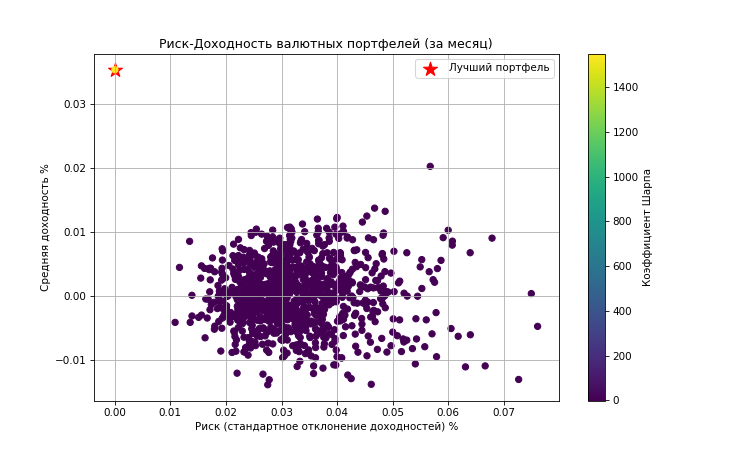 Риск-Доходность валютных портфелей (за месяц)
Лучший портфель
Средняя доходность %
0.03
0.02
0.01
0.00
−0.01
0.00 0.01 0.02 0.03 0.04 0.05 0.06 0.07
Риск (стандартное отклонение доходностей) %
1400
1200
1000
800
600
400
200
0
Коэффициент Шарпа